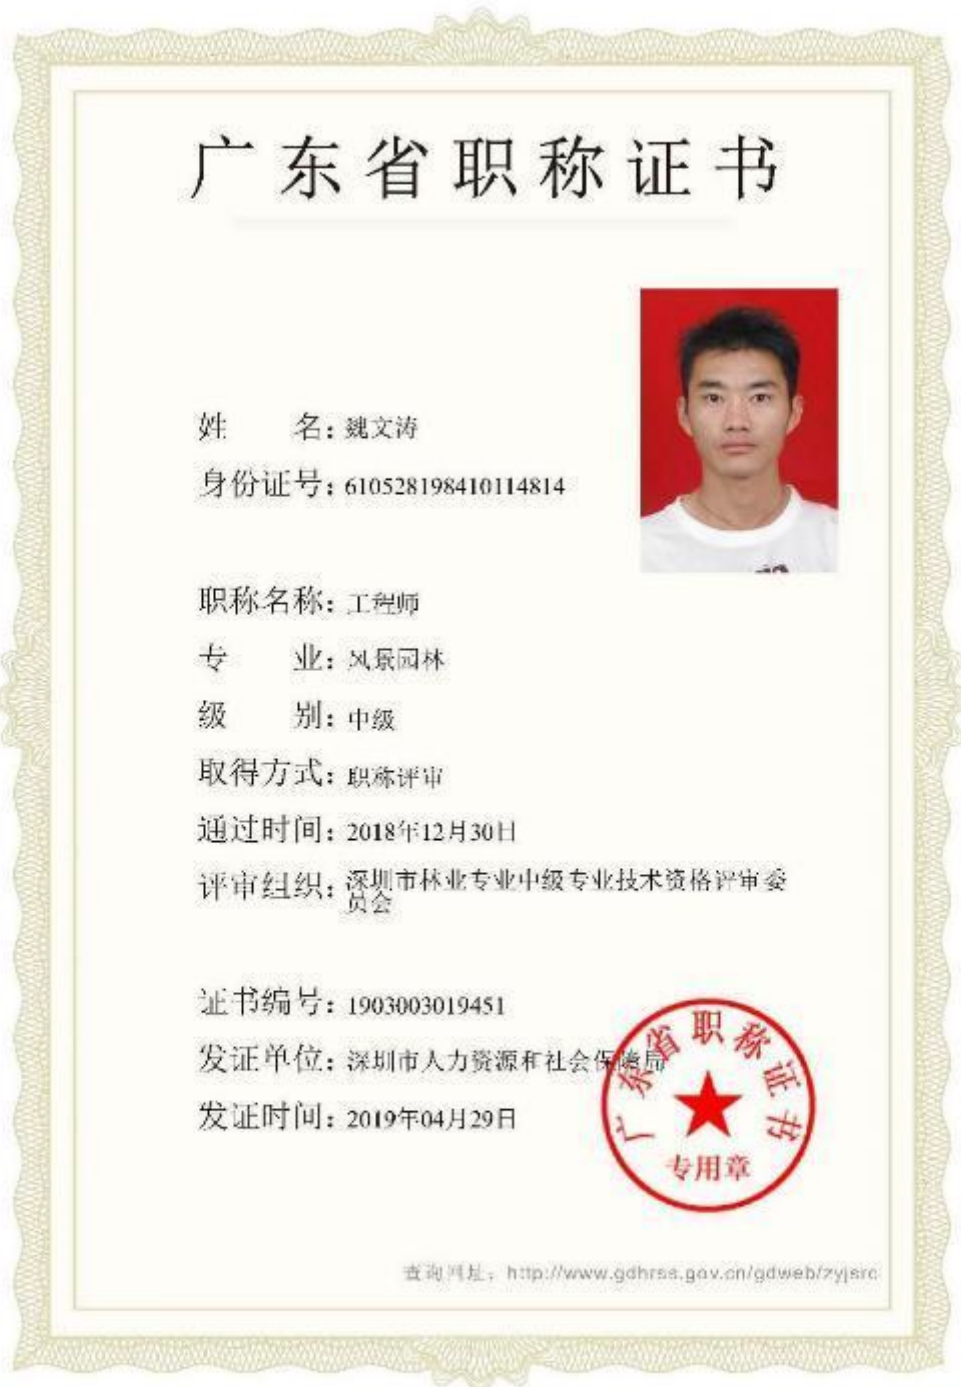 广东省职称证书
姓 名：魏文涛
身份证号：610528198410114814
职称名称：工程师
专 业：风景园林
级 别：中级
取得方式：职称评审
通过时间：2018年12月30日
评审组织：深圳市林业专业中级专业技术资格评审委
员会
证书编号：1903003019451
发证单位：深圳市人力资源和社会保障局
发证时间：2019年04月29日
广东省职称证书
专用章
查询网址：http://www.gdhrss.gov.cn/gdweb/zyjsrc